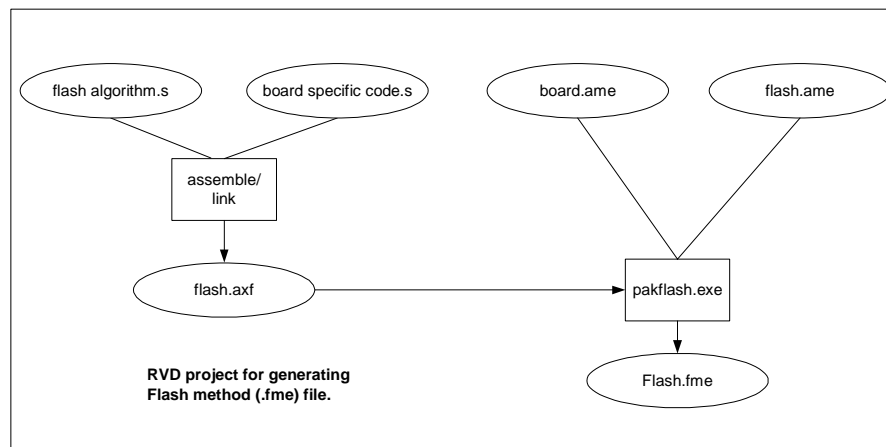 flash algorithm.s
board specific code.s
board.ame
flash.ame
assemble/
link
flash.axf
pakflash.exe
RVD project for generating
Flash method (.fme) file.
Flash.fme